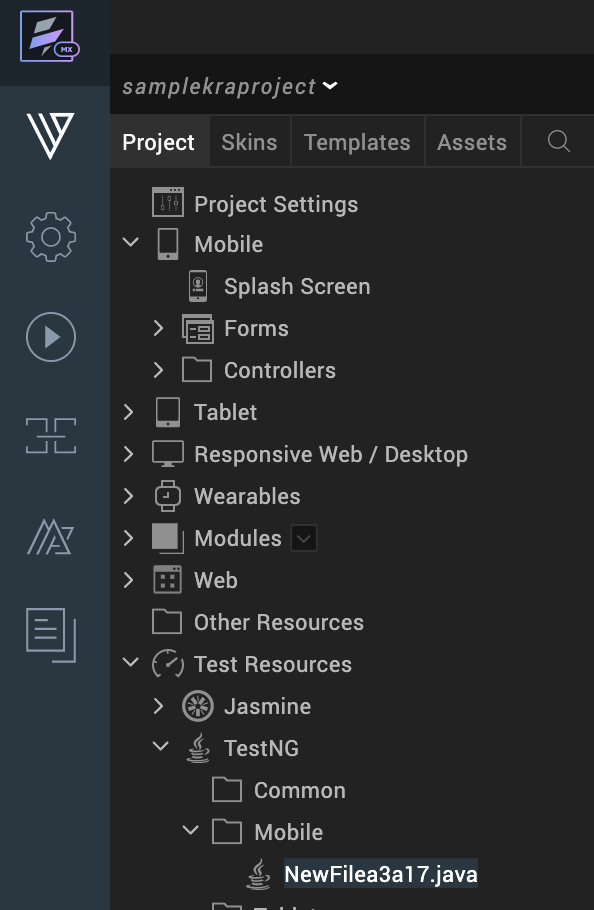 MX
samplekraproject
Project Skins Templates Assets
Project Settings
Mobile
Splash Screen
Forms
Controllers
Tablet
Responsive Web / Desktop
Wearables
Modules
Web
Other Resources
Test Resources
Jasmine
TestNG
Common
Mobile
NewFilea3a17.java